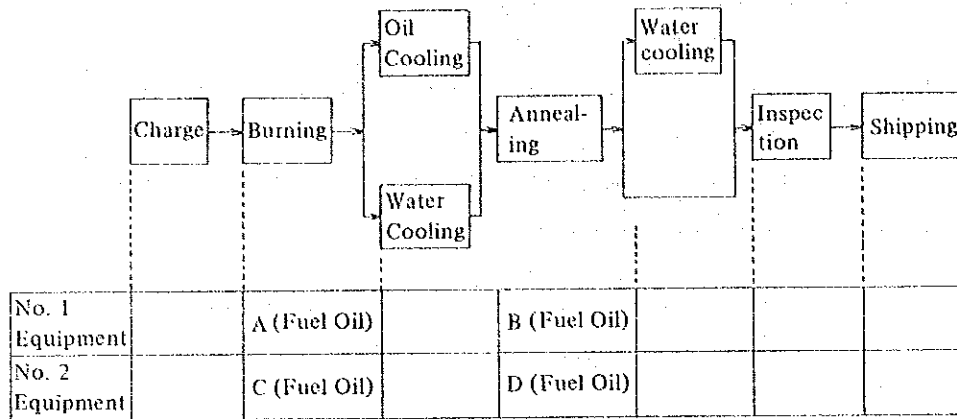 Oil
Cooling
Water
cooling
Charge
Burning
Anneal-
ing
Inspec
tion
Shipping
Water
Cooling
No. 1
Equipment
A (Fuel Oil)
B (Fuel Oil)
No. 2
Equipment
C (Fuel Oil)
D (Fuel Oil)